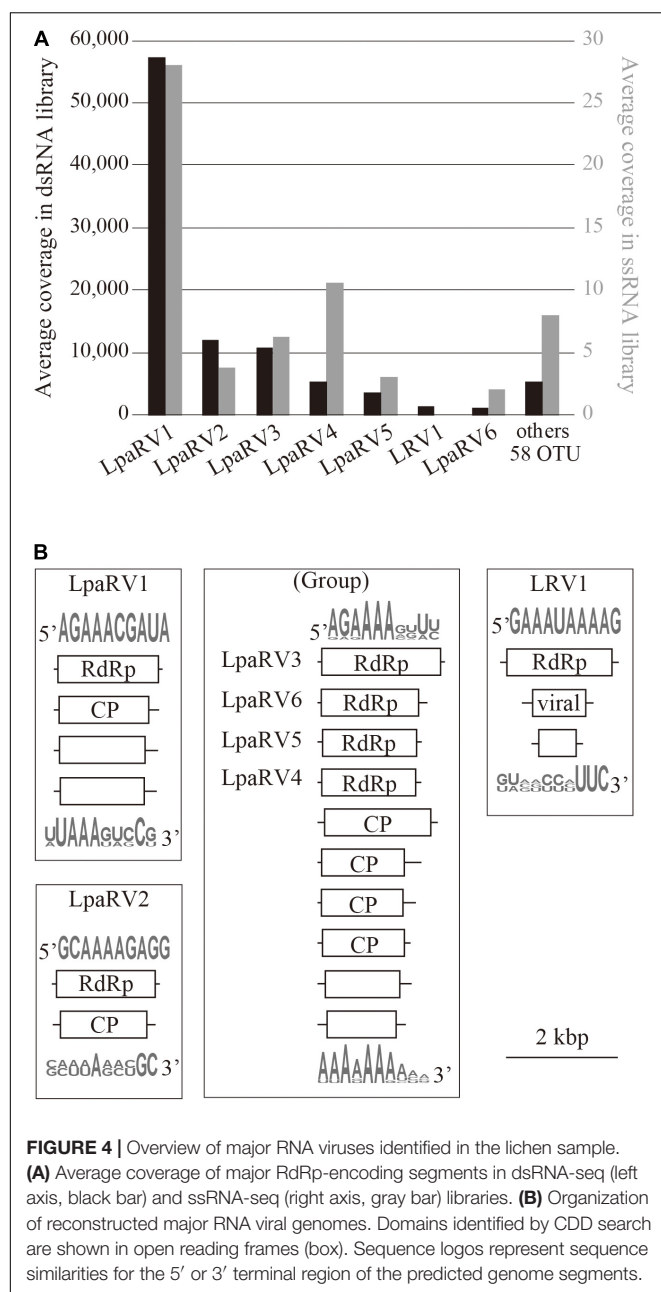 A
60,000
50,000
40,000
30,000
20,000
10,000
0
Average coverage in dsRNA library
30
25
20
15
10
5
0
Average coverage in ssRNA library
LpaRV1
LpaRV2
LpaRV3
LpaRV4
LpaRV5
LRV1
LpaRV6
others
58 OTU
B
LpaRV1
5’AGAAACGAUA
RdRp
CP
3’
LpaRV2
5’GCAAAAGAGG
RdRp
CP
3’
(Group)
5’
LpaRV3 RdRp
LpaRV6 RdRp
LpaRV5 RdRp
LpaRV4 RdRp
CP
CP
CP
CP
3’
LRV1
5’GAAAUAAAAG
RdRp
viral
UUC3’
2 kbp
FIGURE 4 | Overview of major RNA viruses identified in the lichen sample.
(A) Average coverage of major RdRp-encoding segments in dsRNA-seq (left
axis, black bar) and ssRNA-seq (right axis, gray bar) libraries. (B) Organization
of reconstructed major RNA viral genomes. Domains identified by CDD search
are shown in open reading frames (box). Sequence logos represent sequence
similarities for the 5′ or 3′ terminal region of the predicted genome segments.